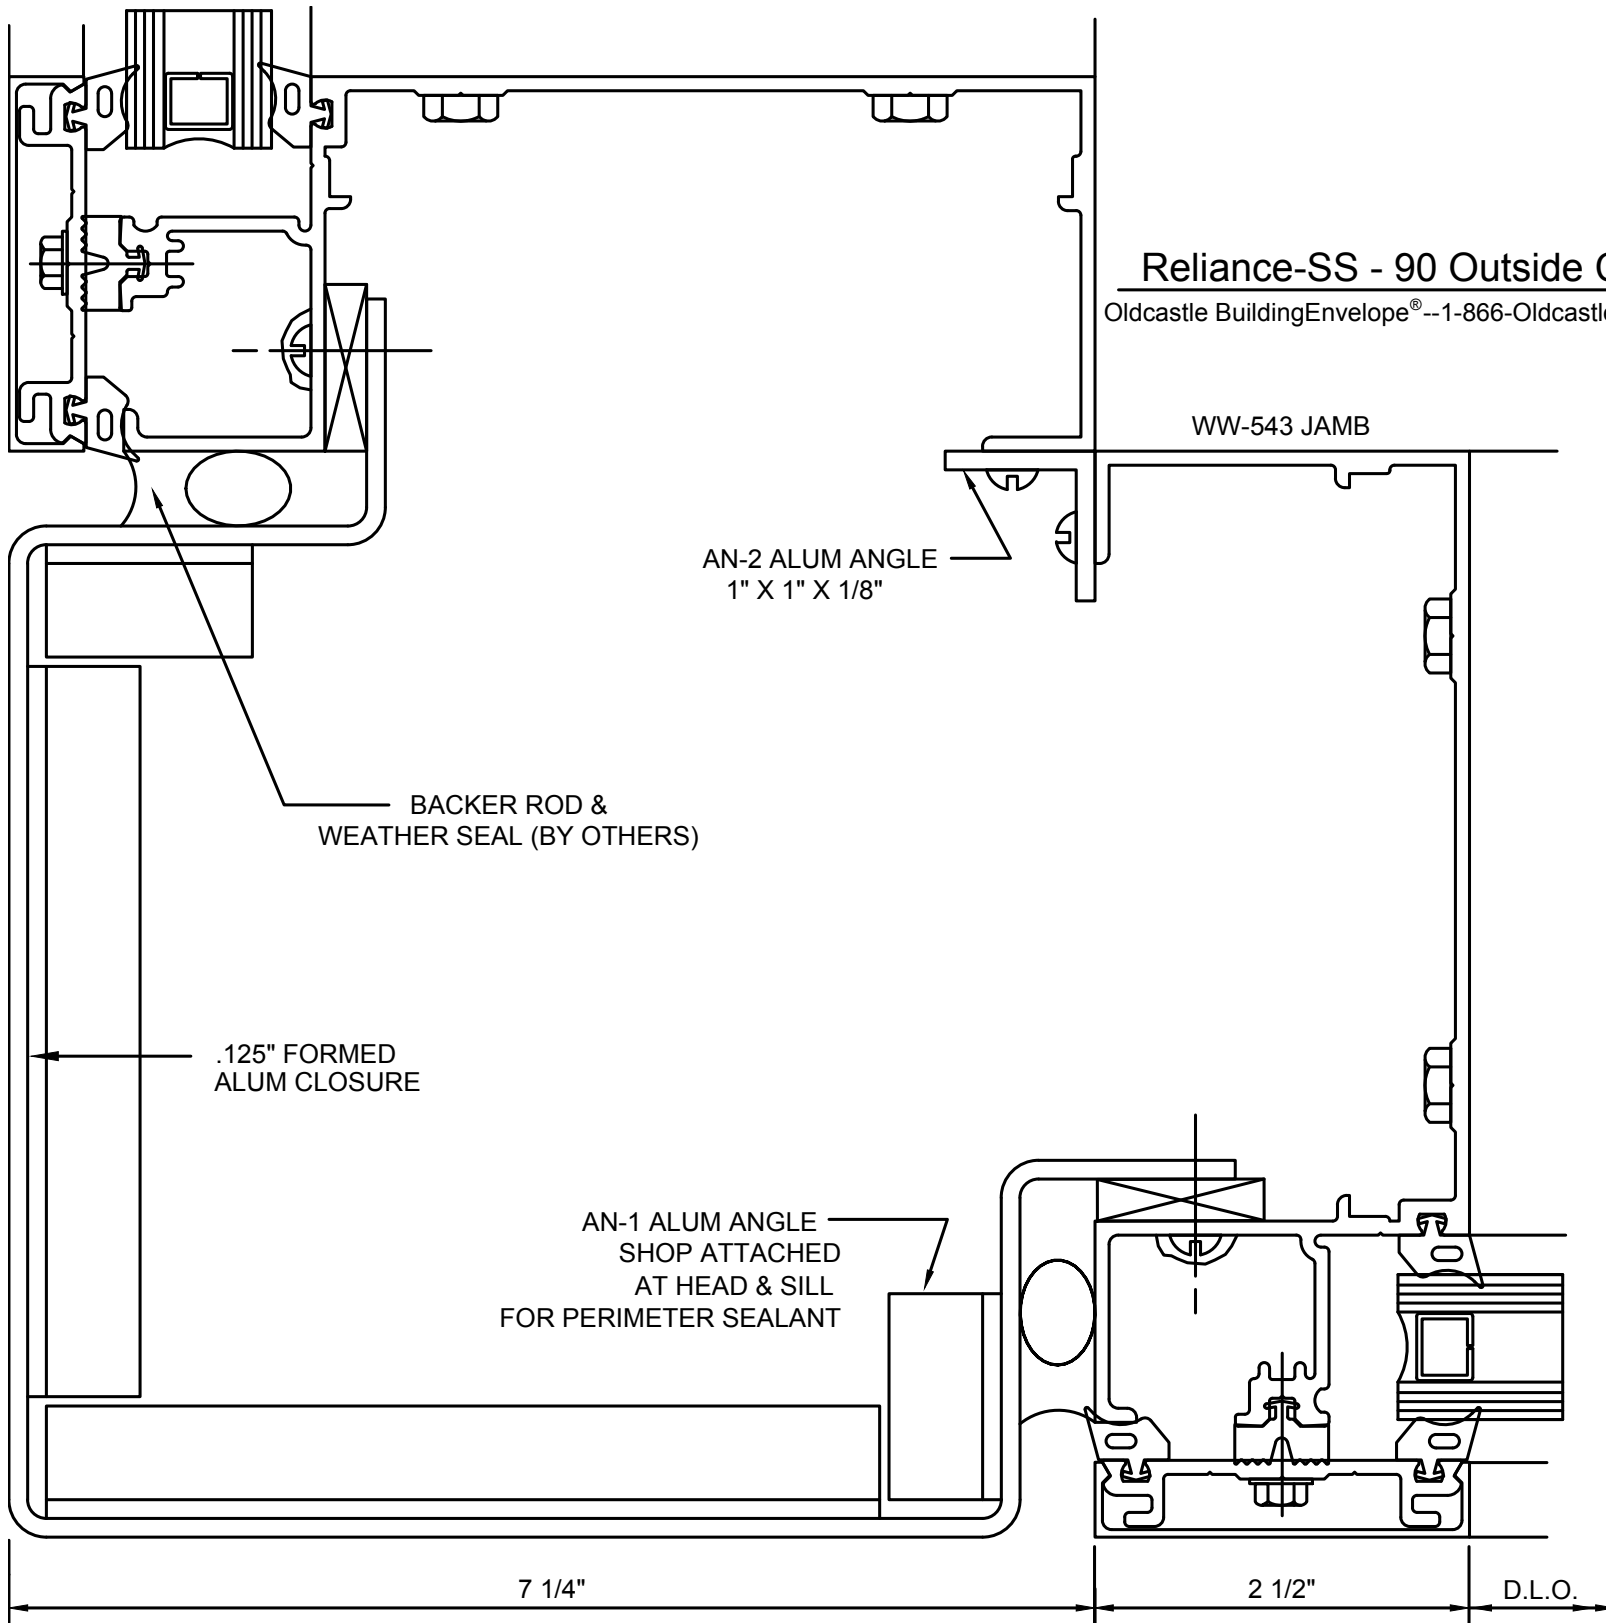 Reliance-SS - 90 Outside
Oldcastle BuildingEnvelope®--1-866-Oldcastle
WW-543 JAMB
AN-2 ALUM ANGLE
1" X 1" X 1/8"
BACKER ROD &
WEATHER SEAL (BY OTHERS)
.125" FORMED
ALUM CLOSURE
AN-1 ALUM ANGLE
SHOP ATTACHED
AT HEAD & SILL
FOR PERIMETER SEALANT
7 1/4"
2 1/2"
D.L.O.